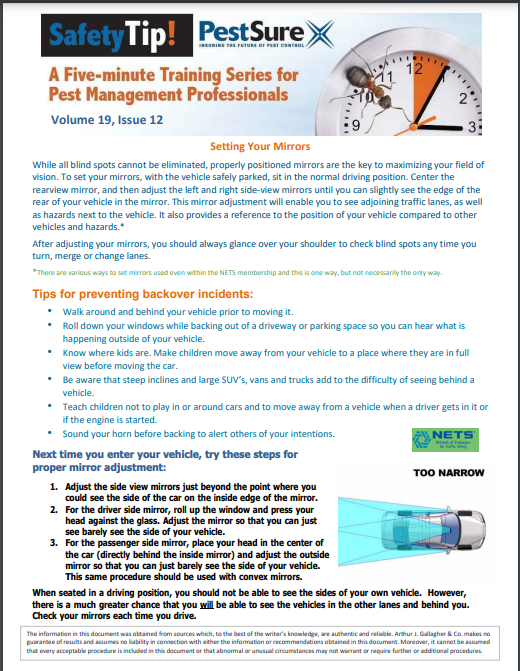 SafetyTip! PestSure
INSURING THE FUTURE OF PEST CONTROL
A Five-minute Training Series for
Pest Management Professionals
Volume 19, Issue 12
12
11
10
9
2
3
Setting Your Mirrors
While all blind spots cannot be eliminated, properly positioned mirrors are the key to maximizing your field of
vision. To set your mirrors, with the vehicle safely parked, sit in the normal driving position. Center the
rearview mirror, and then adjust the left and right side-view mirrors until you can slightly see the edge of the
rear of your vehicle in the mirror. This mirror adjustment will enable you to see adjoining traffic lanes, as well
as hazards next to the vehicle. It also provides a reference to the position of your vehicle compared to other
vehicles and hazards.*
After adjusting your mirrors, you should always glance over your shoulder to check blind spots any time you
turn, merge or change lanes.
*There are various ways to set mirrors used even within the NETS membership and this is one way, but not necessarily the only way.
Tips for preventing backover incidents:
• Walk around and behind your vehicle prior to moving it.
• Roll down your windows while backing out of a driveway or parking space so you can hear what is
happening outside of your vehicle.
• Know where kids are. Make children move away from your vehicle to a place where they are in full
view before moving the car.
• Be aware that steep inclines and large SUV's, vans and trucks add to the difficulty of seeing behind a
vehicle.
• Teach children not to play in or around cars and to move away from a vehicle when a driver gets in it or
if the engine is started.
• Sound your horn before backing to alert others of your intentions.
NETS
Network of Employers
for Traffic Safety
Next time you enter your vehicle, try these steps for
proper mirror adjustment:
TOO NARROW
1. Adjust the side view mirrors just beyond the point where you
could see the side of the car on the inside edge of the mirror.
2. For the driver side mirror, roll up the window and press your
head against the glass. Adjust the mirror so that you can just
see barely see the side of your vehicle.
3. For the passenger side mirror, place your head in the center of
the car (directly behind the inside mirror) and adjust the outside
mirror so that you can just barely see the side of your vehicle.
This same procedure should be used with convex mirrors.
When seated in a driving position, you should not be able to see the sides of your own vehicle. However,
there is a much greater chance that you will be able to see the vehicles in the other lanes and behind you.
Check your mirrors each time you drive.
The information in this document was obtained from sources which, to the best of the writer's knowledge, are authentic and reliable. Arthur J. Gallagher & Co. makes no
guarantee of results and assumes no liability in connection with either the information or recommendations obtained in this document. Moreover, it cannot be assumed
that every acceptable procedure is included in this document or that abnormal or unusual circumstances may not warrant or require further or additional procedures.